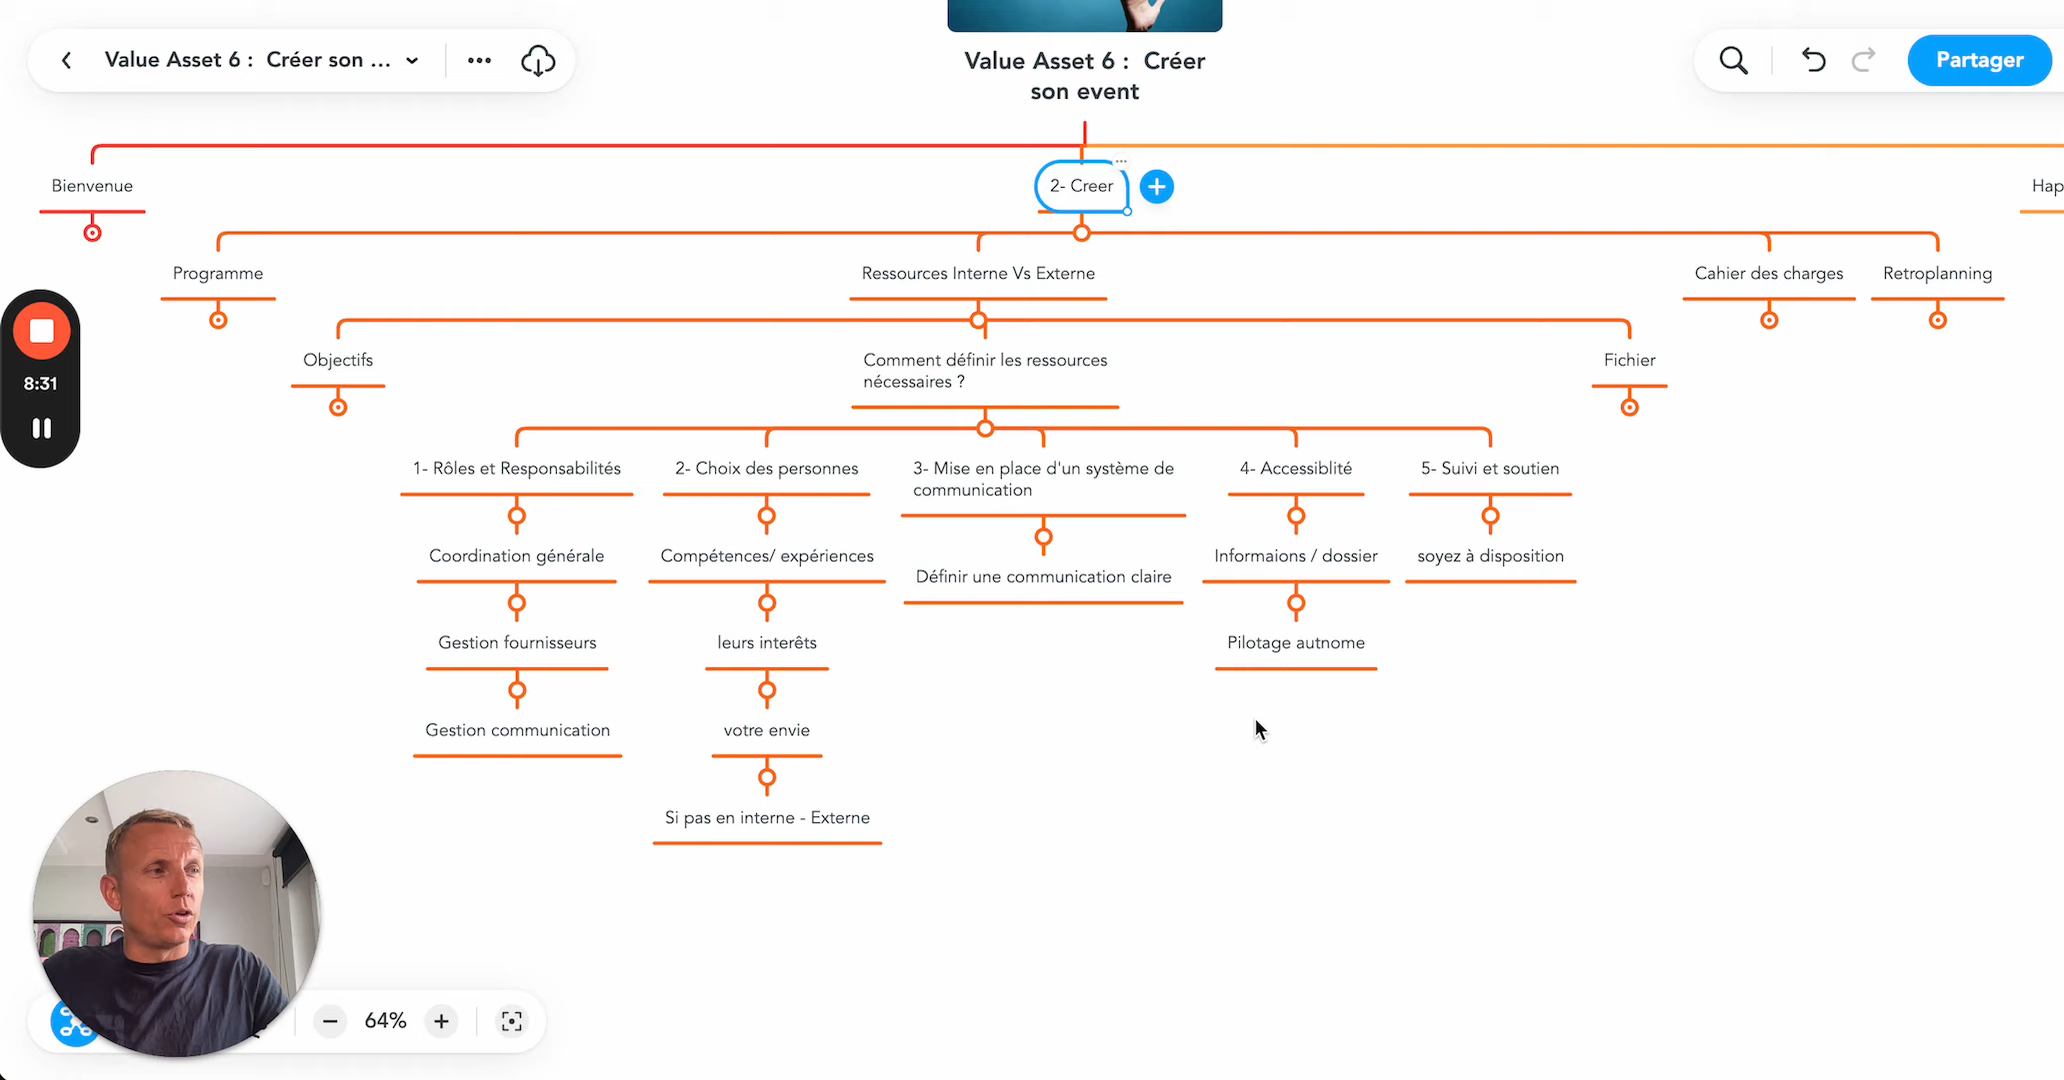 Value Asset 6 :  Créer son ...
Value Asset 6 :  Créer
son event
Partager
Bienvenue
2- Creer
Hap
Programme
Ressources Interne Vs Externe
Cahier des charges
Retroplanning
8:31
Objectifs
Comment définir les ressources
nécessaires ?
Fichier
1- Rôles et Responsabilités
2- Choix des personnes
3- Mise en place d'un système de
communication
4- Accessiblité
5- Suivi et soutien
Coordination générale
Compétences/ expériences
Définir une communication claire
Informaions / dossier
soyez à disposition
Gestion fournisseurs
leurs interêts
Pilotage autnome
Gestion communication
votre envie
Si pas en interne - Externe
64%